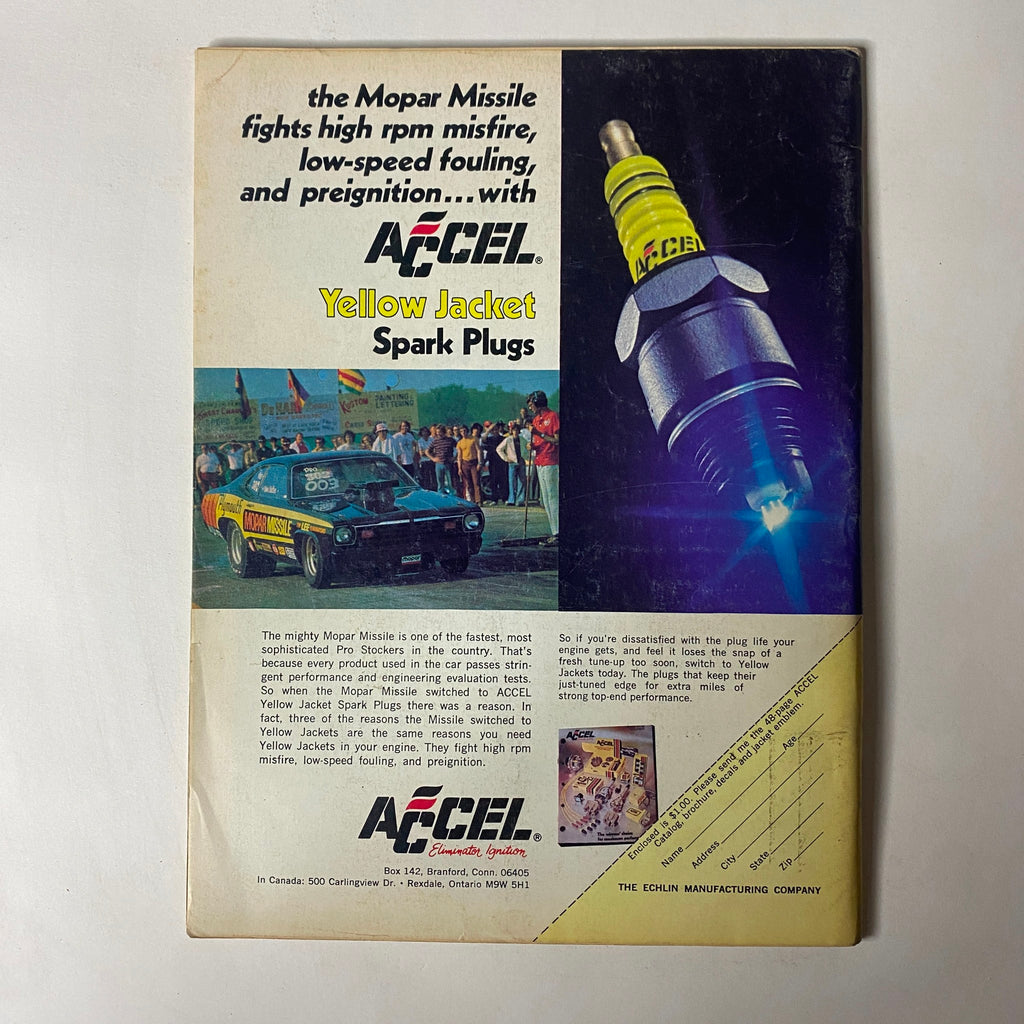 the Mopar Missile
fights high rpm misfire,
low-speed fouling,
and preignition...with
ACCEL®
Yellow Jacket
Spark Plugs
ACCEL
KUSTOM
PAINTING &
LETTERING
PRO
003
Plymouth
MOPAR MISSILE
mopar
The mighty Mopar Missile is one of the fastest, most
sophisticated Pro Stockers in the country. That's
because every product used in the car passes strin-
gent performance and engineering evaluation tests.
So when the Mopar Missile switched to ACCEL
Yellow Jacket Spark Plugs there was a reason. In
fact, three of the reasons the Missile switched to
Yellow Jackets are the same reasons you need
Yellow Jackets in your engine. They fight high rpm
misfire, low-speed fouling, and preignition.
So if you're dissatisfied with the plug life your
engine gets, and feel it loses the snap of a
fresh tune-up too soon, switch to Yellow
Jackets today. The plugs that keep their
just-tuned edge for extra miles of
strong top-end performance.
ACCEL
ACCEL®
Eliminator Ignition
Box 142, Branford, Conn. 06405
In Canada: 500 Carlingview Dr. • Rexdale, Ontario M9W 5H1
Enclosed is $1.00. Please send me the 48-page ACCEL
Catalog, brochure, decals and jacket emblem.
Name Age
Address
City
State
Zip
THE ECHLIN MANUFACTURING COMPANY